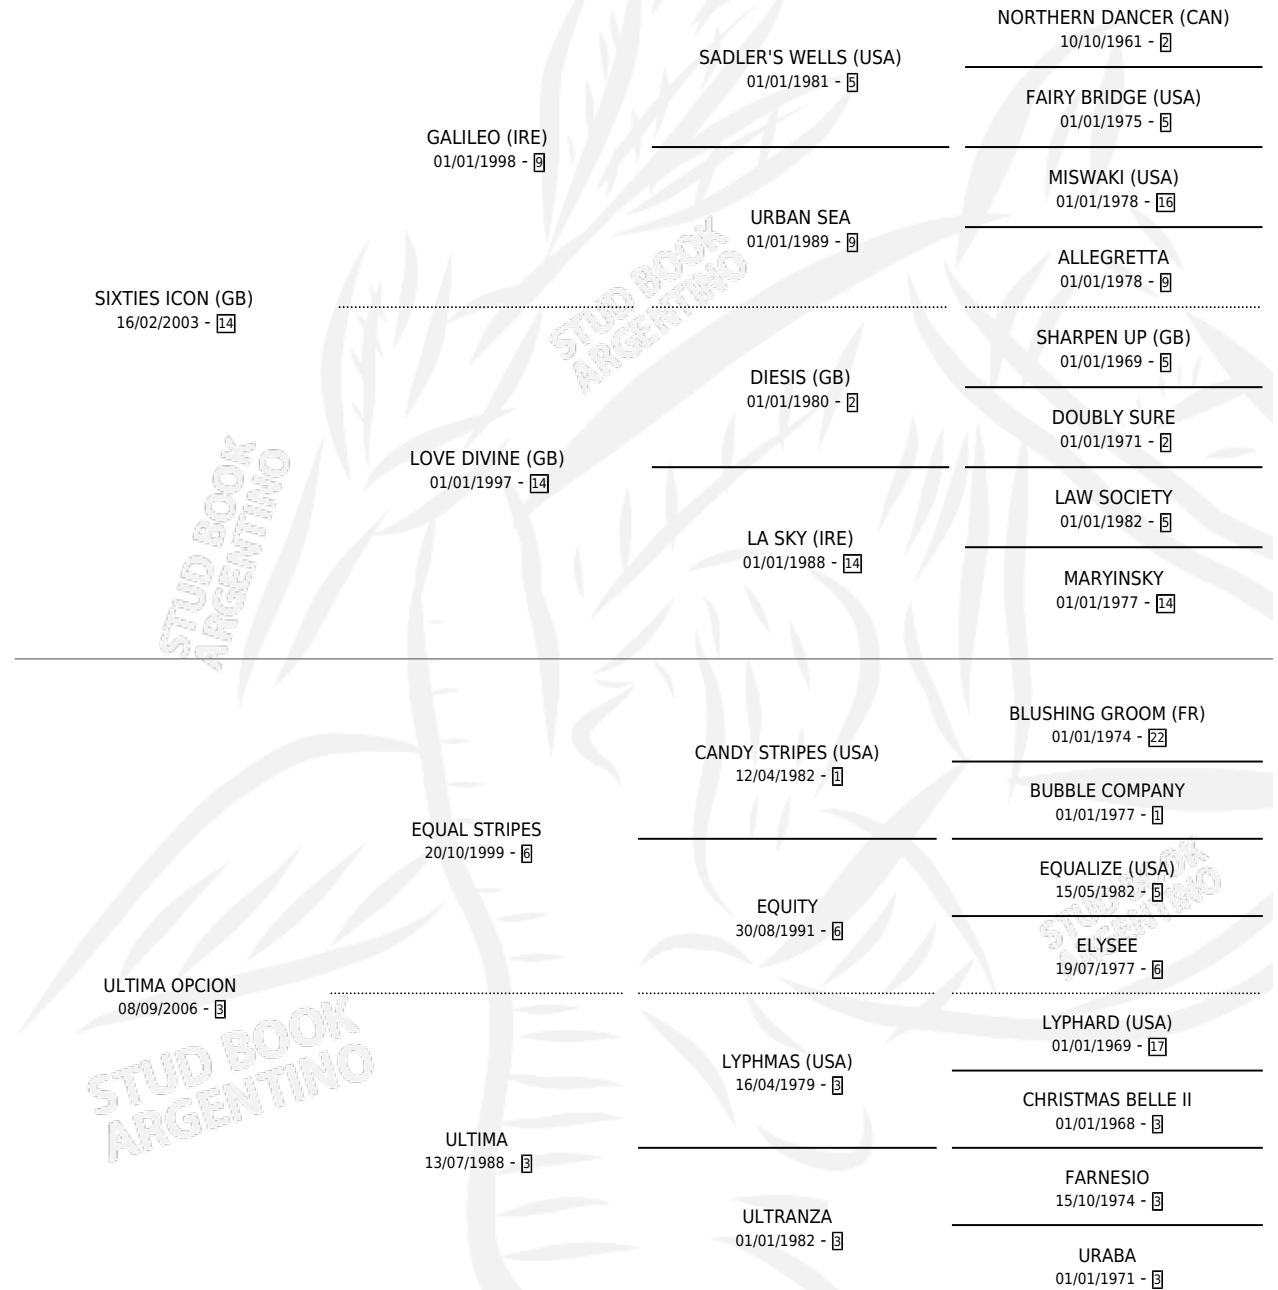 NORTHERN DANCER (CAN)
10/10/1961 - 2
SADLER'S WELLS (USA)
01/01/1981 - 5
FAIRY BRIDGE (USA)
01/01/1975 - 5
GALILEO (IRE)
01/01/1998 - 9
MISWAKI (USA)
01/01/1978 - 16
URBAN SEA
01/01/1989 - 9
ALLEGRETTA
01/01/1978 - 9
STUD BOOK
ARGENTINO
SIXTIES ICON (GB)
16/02/2003 - 14
SHARPEN UP (GB)
01/01/1969 - 5
DIESIS (GB)
01/01/1980 - 2
DOUBLY SURE
01/01/1971 - 2
LOVE DIVINE (GB)
01/01/1997 - 14
LAW SOCIETY
01/01/1982 - 5
LA SKY (IRE)
01/01/1988 - 14
MARYINSKY
01/01/1977 - 14
STUD BOOK
ARGENTINO
BLUSHING GROOM (FR)
01/01/1974 - 22
CANDY STRIPES (USA)
12/04/1982 - 1
BUBBLE COMPANY
01/01/1977 - 1
EQUAL STRIPES
20/10/1999 - 6
EQUALIZE (USA)
15/05/1982 - 5
EQUITY
30/08/1991 - 6
ELYSEE
19/07/1977 - 6
STUD BOOK
ARGENTINO
ULTIMA OPCION
08/09/2006 - 3
LYPHARD (USA)
01/01/1969 - 17
LYPHMAS (USA)
16/04/1979 - 3
CHRISTMAS BELLE II
01/01/1968 - 3
STUD BOOK
ARGENTINO
ULTIMA
13/07/1988 - 3
FARNESIO
15/10/1974 - 3
ULTRANZA
01/01/1982 - 3
URABA
01/01/1971 - 3